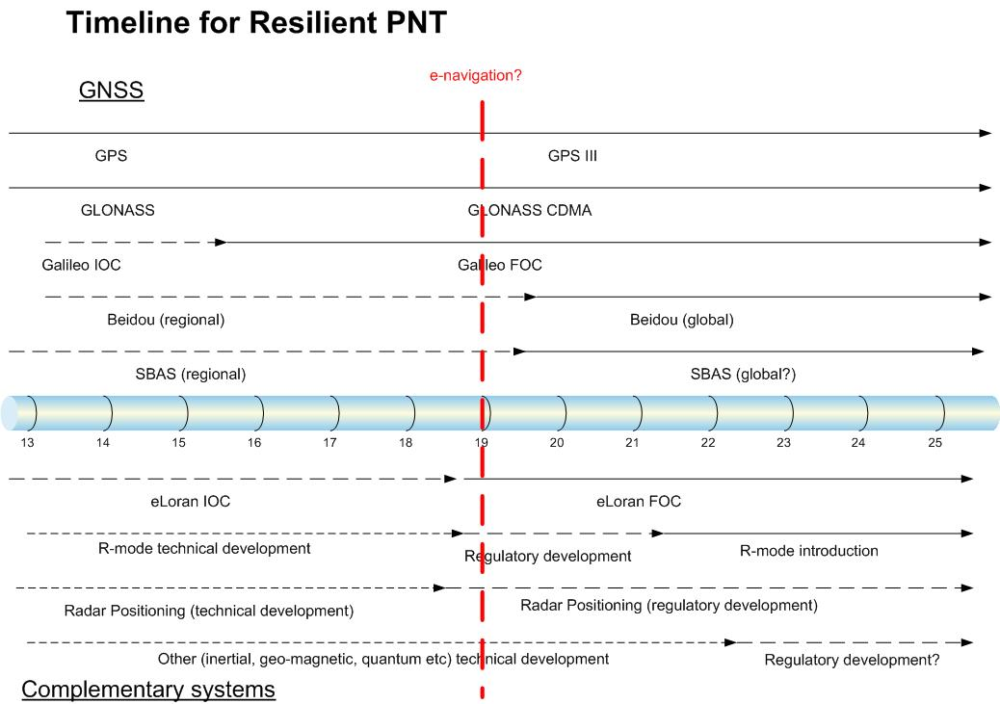 Timeline for Resilient PNT
e-navigation?
GNSS
GPS GPS III
GLONASS GLONASS CDMA
Galileo IOC Galileo FOC
Beidou (regional) Beidou (global)
SBAS (regional) SBAS (global?)
13 14 15 16 17 18 19 20 21 22 23 24 25
eLoran IOC eLoran FOC
R-mode technical development Regulatory development R-mode introduction
Radar Positioning (technical development) Radar Positioning (regulatory development)
Other (inertial, geo-magnetic, quantum etc) technical development Regulatory development?
Complementary systems